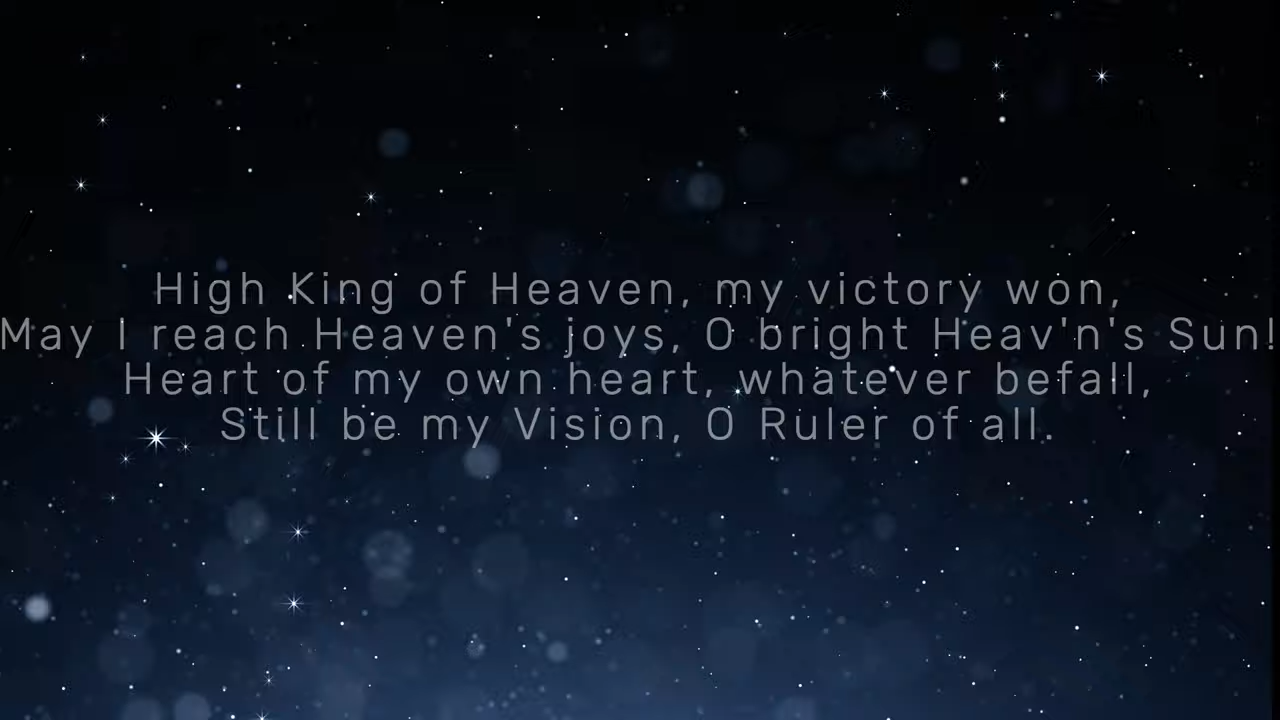 High King of Heaven, my victory won,
May I reach Heaven's joys, O bright Heav'n's Sun!
Heart of my own heart, whatever befall,
Still be my Vision, O Ruler of all.